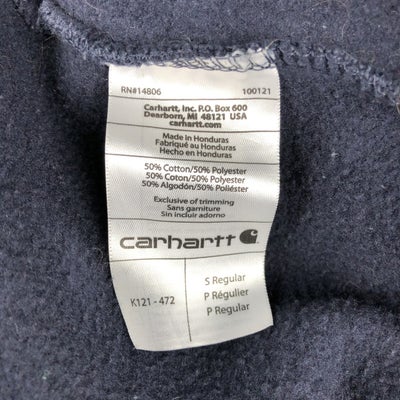 RN#14806 100121
Carhartt, Inc. P.O. Box 600
Dearborn, MI 48121 USA
carhartt.com
Made in Honduras
Fabriqué au Honduras
Hecho en Honduras
50% Cotton/50% Polyester
50% Coton/50% Polyester
50% Algodón/50% Poliéster
Exclusive of trimming
Sans garniture
Sin incluir adorno
carhartt
S Regular
K121 - 472 P Régulier
P Regular